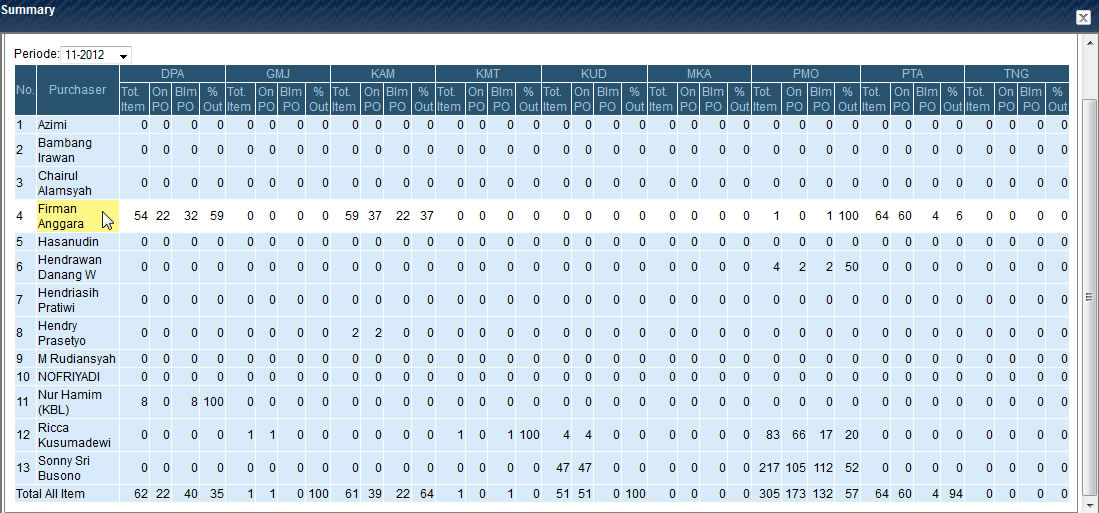 Summary
Periode: 11-2012
No. Purchaser DPA GMJ KAM KMT KUD MKA PMO PTA TNG
Tot. Item On PO Blm PO % Out Tot. Item On PO Blm PO % Out Tot. Item On PO Blm PO % Out Tot. Item On PO Blm PO % Out Tot. Item On PO Blm PO % Out Tot. Item On PO Blm PO % Out Tot. Item On PO Blm PO % Out Tot. Item On PO Blm PO % Out Tot. Item On PO Blm PO % Out
1 Azimi 0 0 0 0 0 0 0 0 0 0 0 0 0 0 0 0 0 0 0 0 0 0 0 0 0 0 0 0 0 0 0 0 0 0 0 0
2 Bambang Irawan 0 0 0 0 0 0 0 0 0 0 0 0 0 0 0 0 0 0 0 0 0 0 0 0 0 0 0 0 0 0 0 0 0 0 0 0
3 Chairul Alamsyah 0 0 0 0 0 0 0 0 0 0 0 0 0 0 0 0 0 0 0 0 0 0 0 0 0 0 0 0 0 0 0 0 0 0 0 0
4 Firman Anggara 54 22 32 59 0 0 0 0 59 37 22 37 0 0 0 0 0 0 0 0 0 0 0 0 1 0 1 100 64 60 4 6 0 0 0 0
5 Hasanudin 0 0 0 0 0 0 0 0 0 0 0 0 0 0 0 0 0 0 0 0 0 0 0 0 0 0 0 0 0 0 0 0 0 0 0 0
6 Hendrawan Danang W 0 0 0 0 0 0 0 0 0 0 0 0 0 0 0 0 0 0 0 0 0 0 0 0 4 2 2 50 0 0 0 0 0 0 0 0
7 Hendriasih Pratiwi 0 0 0 0 0 0 0 0 0 0 0 0 0 0 0 0 0 0 0 0 0 0 0 0 0 0 0 0 0 0 0 0 0 0 0 0
8 Hendry Prasetyo 0 0 0 0 0 0 0 0 2 2 0 0 0 0 0 0 0 0 0 0 0 0 0 0 0 0 0 0 0 0 0 0 0 0 0 0
9 M Rudiansyah 0 0 0 0 0 0 0 0 0 0 0 0 0 0 0 0 0 0 0 0 0 0 0 0 0 0 0 0 0 0 0 0 0 0 0 0
10 NOFRIYADI 0 0 0 0 0 0 0 0 0 0 0 0 0 0 0 0 0 0 0 0 0 0 0 0 0 0 0 0 0 0 0 0 0 0 0 0
11 Nur Hamim (KBL) 8 0 8 100 0 0 0 0 0 0 0 0 0 0 0 0 0 0 0 0 0 0 0 0 0 0 0 0 0 0 0 0 0 0 0 0
12 Ricca Kusumadewi 0 0 0 0 1 1 0 0 0 0 0 0 1 0 1 100 4 4 0 0 0 0 0 0 83 66 17 20 0 0 0 0 0 0 0 0
13 Sonny Sri Busono 0 0 0 0 0 0 0 0 0 0 0 0 0 0 0 0 47 47 0 0 0 0 0 0 217 105 112 52 0 0 0 0 0 0 0 0
Total All Item 62 22 40 35 1 1 0 100 61 39 22 64 1 0 1 0 51 51 0 100 0 0 0 0 305 173 132 57 64 60 4 94 0 0 0 0